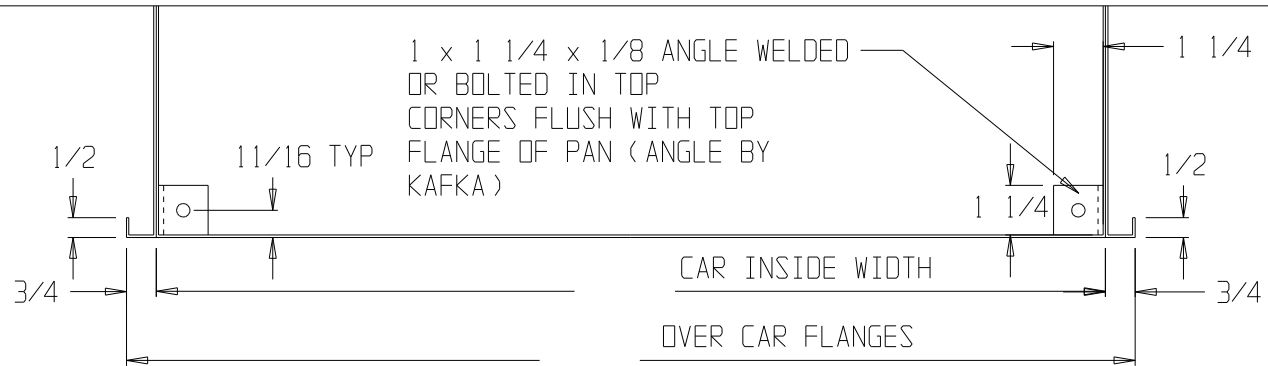 1 x 1 1/4 x 1/8 ANGLE WELDED
OR BOLTED IN TOP
CORNERS FLUSH WITH TOP
FLANGE OF PAN (ANGLE BY
KAFKA)
1 1/4
1/2
11/16 TYP
1/2
1 1/4
CAR INSIDE WIDTH
3/4
3/4
OVER CAR FLANGES